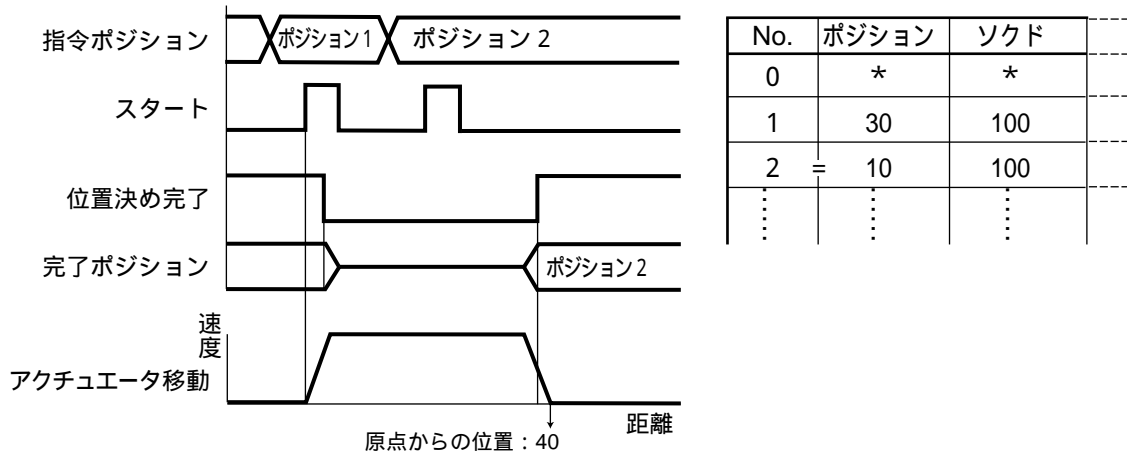 指令ポジション
ポジション1
ポジション2
スタート
位置決め完了
完了ポジション
ポジション2
速度
アクチュエータ移動
距離
原点からの位置：40
No. ポジション ソクド
0 * *
1 30 100
2 = 10 100